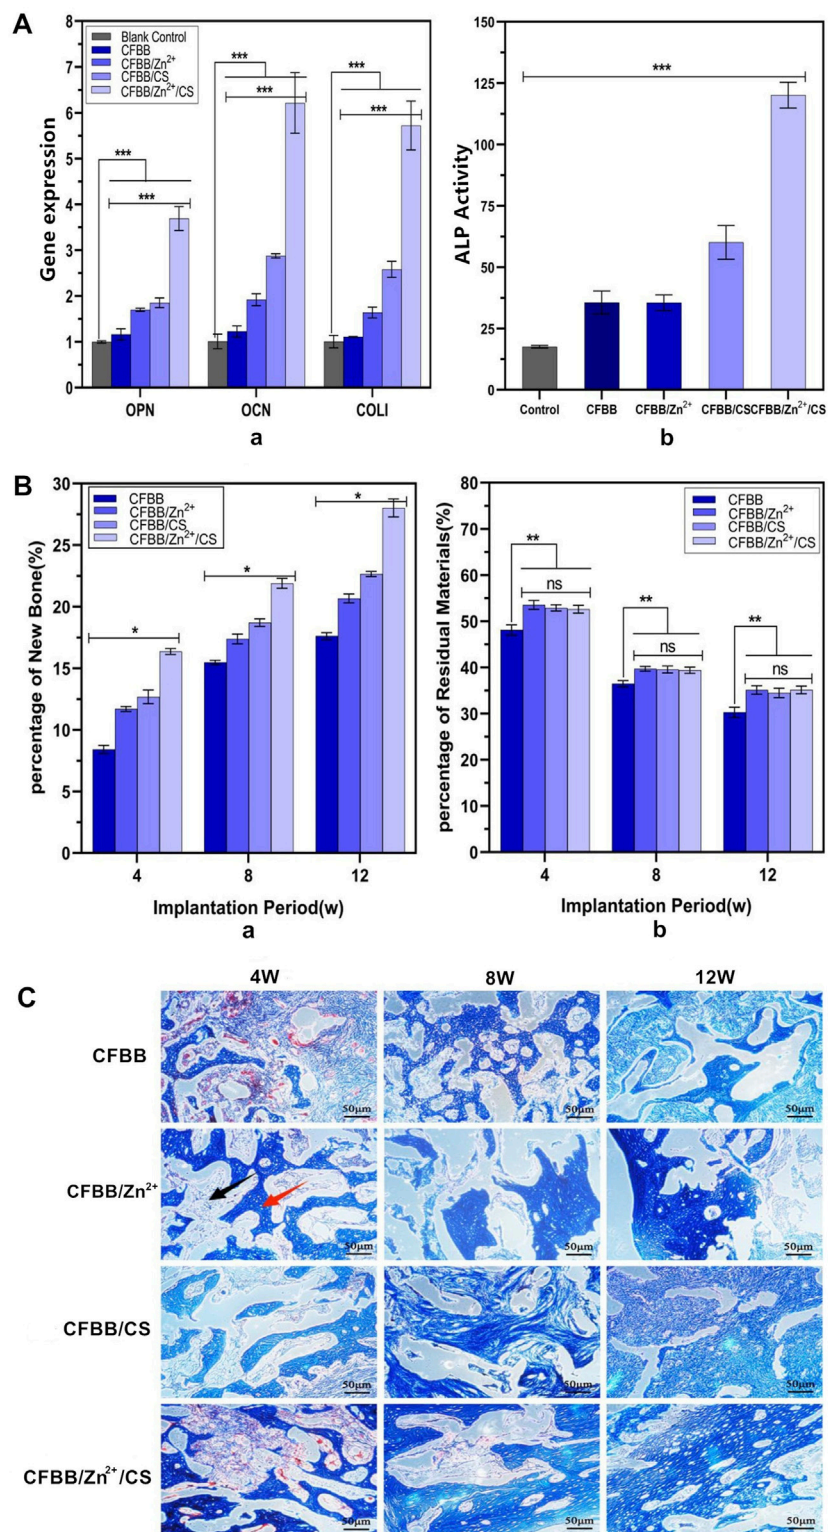 A
Gene expression
8
7
6
5
4
3
2
1
0
Blank Control
CFBB
CFBB/Zn²⁺
CFBB/CS
CFBB/Zn²⁺/CS
***
***
***
***
***
***
OPN
OCN
COLI
a
ALP Activity
150
125
100
75
50
25
0
***
Control
CFBB
CFBB/Zn²⁺
CFBB/CS
CFBB/Zn²⁺/CS
b
B
percentage of New Bone(%)
30
25
20
15
10
5
0
CFBB
CFBB/Zn²⁺
CFBB/CS
CFBB/Zn²⁺/CS
*
*
*
4
8
12
Implantation Period(w)
a
percentage of Residual Materials(%)
80
70
60
50
40
30
20
10
0
CFBB
CFBB/Zn²⁺
CFBB/CS
CFBB/Zn²⁺/CS
**
ns
**
ns
**
ns
4
8
12
Implantation Period(w)
b
C
4W
8W
12W
CFBB
50μm
50μm
50μm
CFBB/Zn²⁺
50μm
50μm
50μm
CFBB/CS
50μm
50μm
50μm
CFBB/Zn²⁺/CS
50μm
50μm
50μm